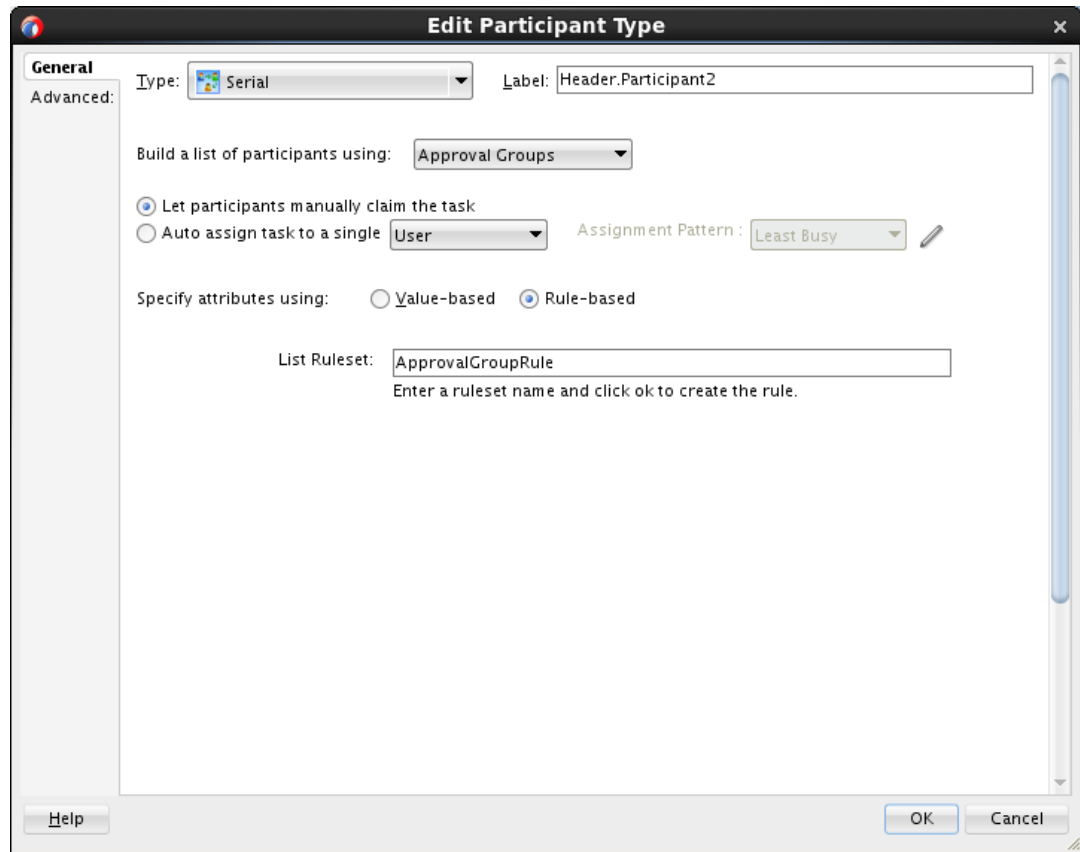 Edit Participant Type
General
Advanced:
Type: Serial Label: Header.Participant2
Build a list of participants using: Approval Groups
Let participants manually claim the task
Auto assign task to a single User Assignment Pattern : Least Busy
Specify attributes using: Value-based Rule-based
List Ruleset: ApprovalGroupRule
Enter a ruleset name and click ok to create the rule.
Help OK Cancel